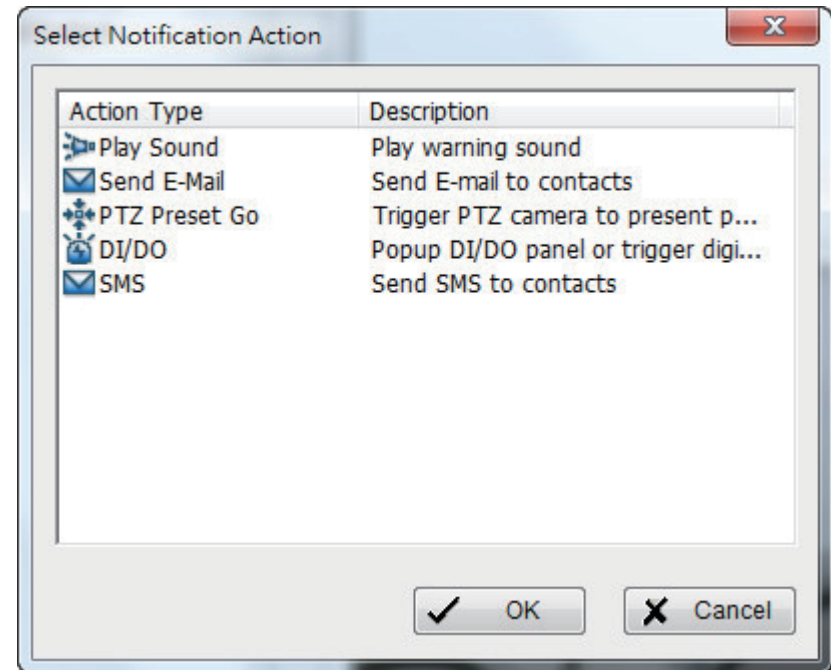 Select Notification Action
Action Type Description
Play Sound Play warning sound
Send E-Mail Send E-mail to contacts
PTZ Preset Go Trigger PTZ camera to present p...
DI/DO Popup DI/DO panel or trigger digi...
SMS Send SMS to contacts
OK Cancel